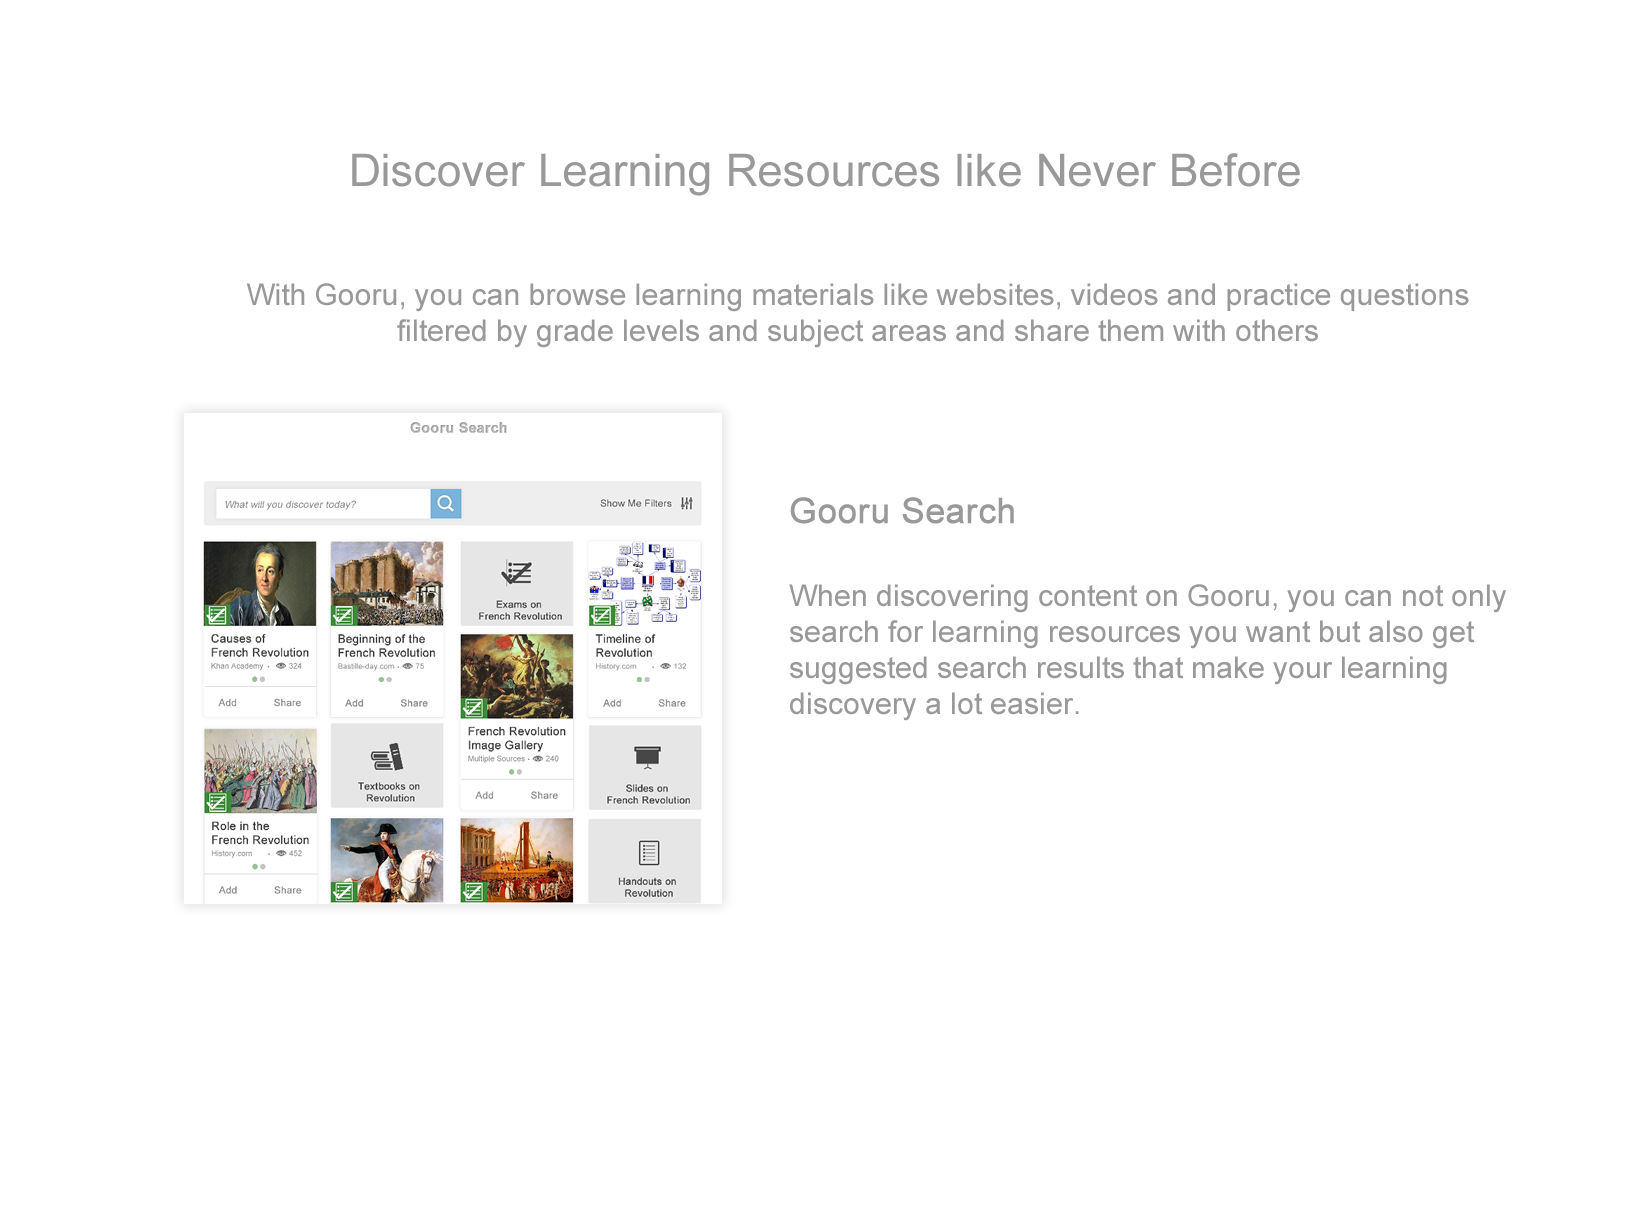 Discover Learning Resources like Never Before
With Gooru, you can browse learning materials like websites, videos and practice questions
filtered by grade levels and subject areas and share them with others
Gooru Search
What will you discover today?
Show Me Filters
Causes of
French Revolution
Khan Academy • 324
Add Share
Role in the
French Revolution
History.com • 452
Add Share
Beginning of the
French Revolution
Bastille-day.com • 75
Add Share
Textbooks on
Revolution
Exams on
French Revolution
French Revolution
Image Gallery
Multiple Sources • 240
Add Share
Timeline of
Revolution
History.com • 132
Add Share
Slides on
French Revolution
Handouts on
Revolution
Gooru Search
When discovering content on Gooru, you can not only
search for learning resources you want but also get
suggested search results that make your learning
discovery a lot easier.